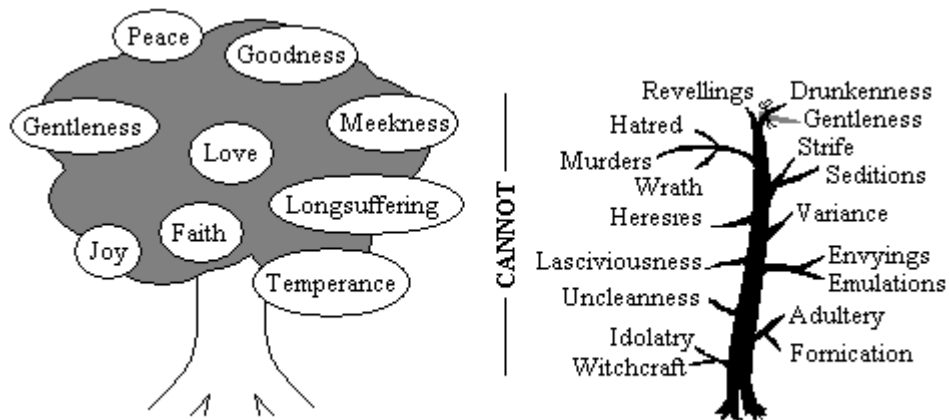 Peace
Goodness
Gentleness
Meekness
Love
Longsuffering
Faith
Joy
Temperance
CANNOT
Revellings
Drunkenness
Gentleness
Hatred
Strife
Murders
Seditions
Wrath
Heresies
Variance
Lasciviousness
Envyings
Emulations
Uncleanness
Adultery
Idolatry
Fornication
Witchcraft